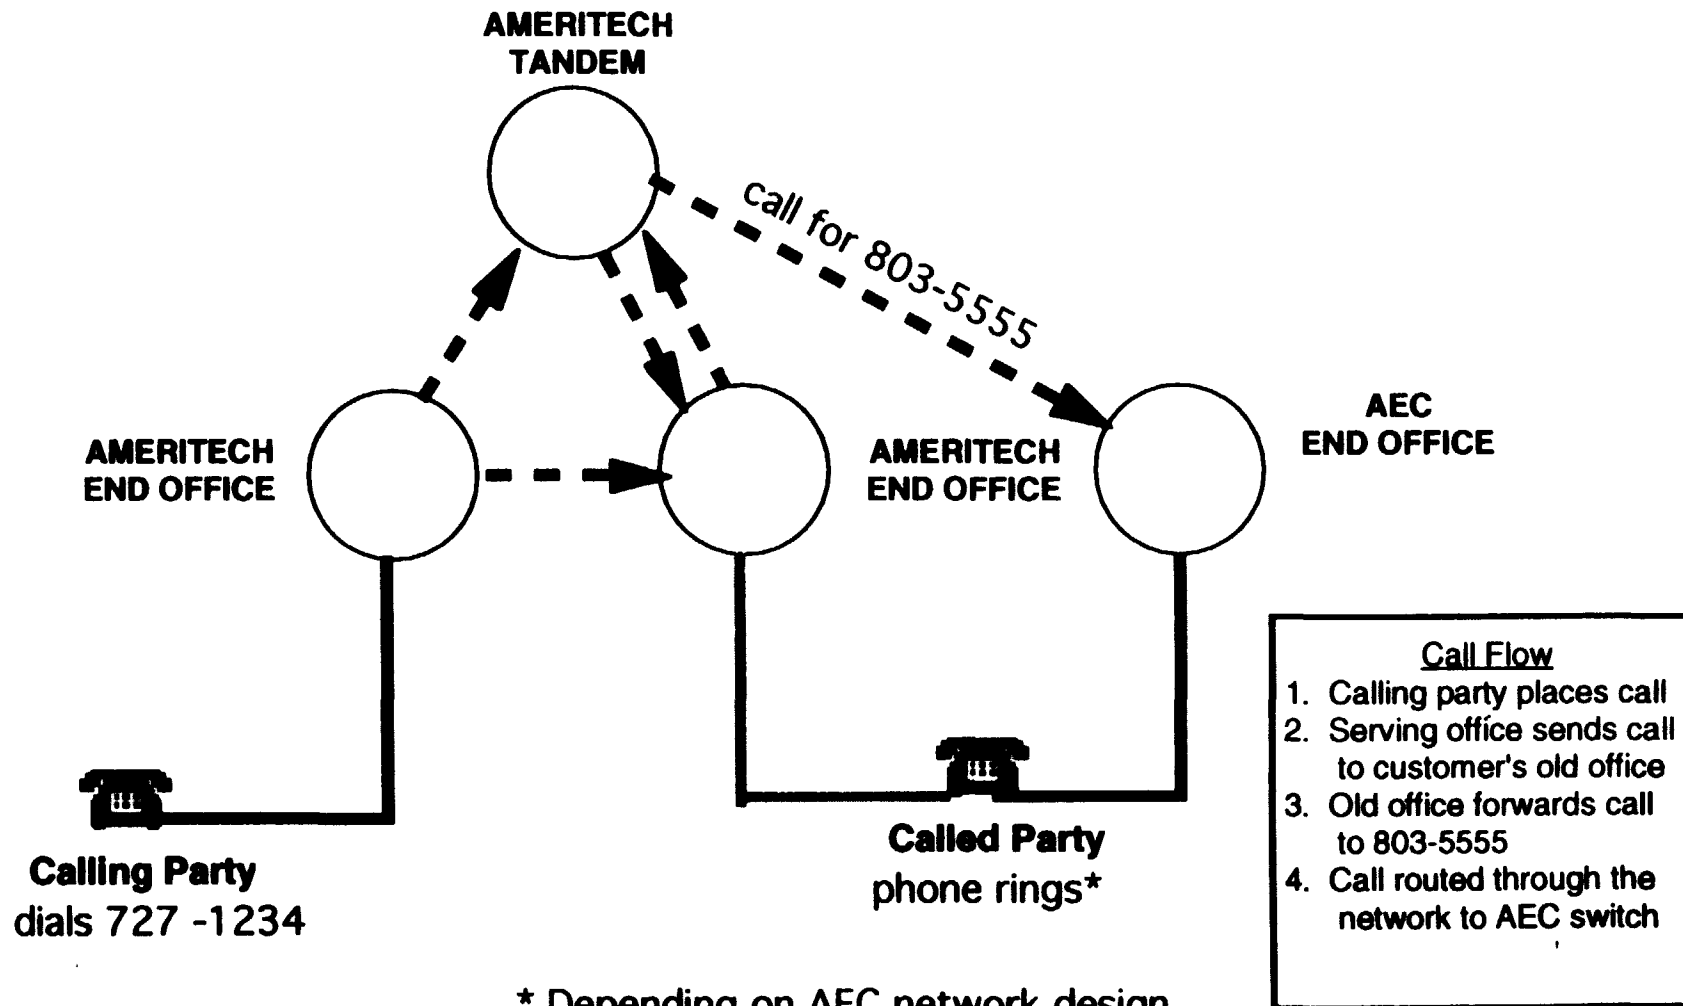 AMERITECH
TANDEM
call for 803-5555
AMERITECH
END OFFICE
AMERITECH
END OFFICE
AEC
END OFFICE
Calling Party
dials 727 -1234
Called Party
phone rings*
Call Flow
1. Calling party places call
2. Serving office sends call
to customer's old office
3. Old office forwards call
to 803-5555
4. Call routed through the
network to AEC switch
* Depending on AEC network design